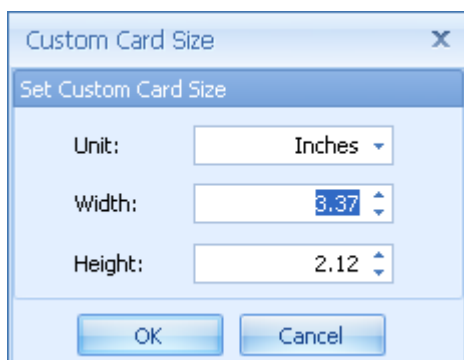 Custom Card Size
Set Custom Card Size
Unit: Inches
Width: 3.37
Height: 2.12
OK Cancel